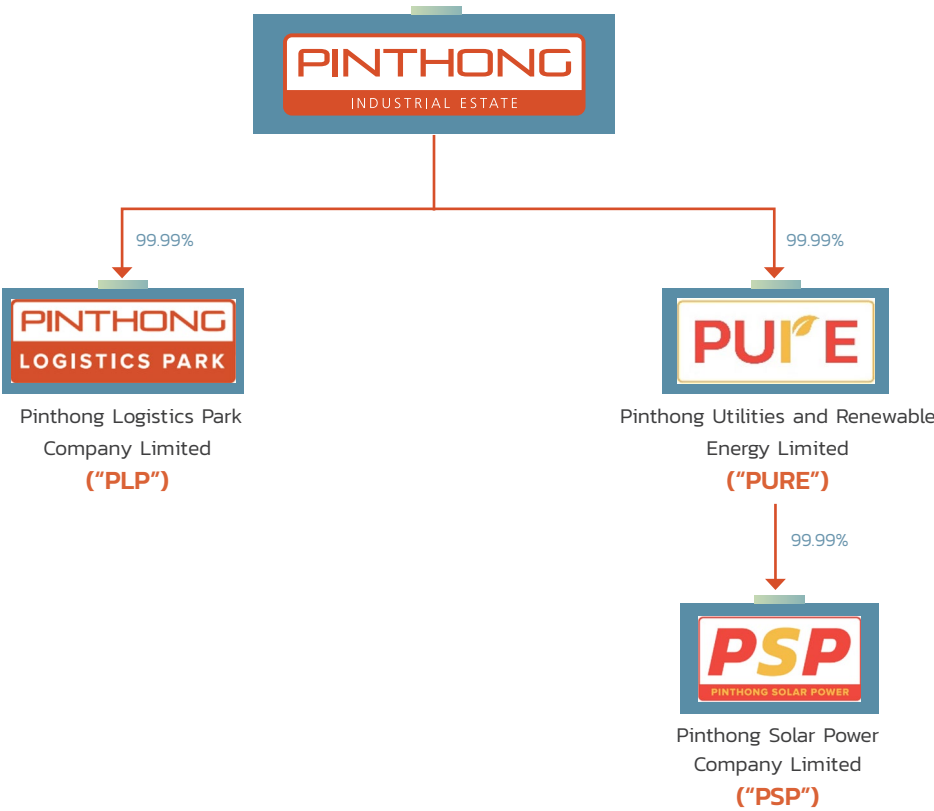 PINTHONG
INDUSTRIAL ESTATE
99.99%
99.99%
PINTHONG
LOGISTICS PARK
Pinthong Logistics Park
Company Limited
(“PLP”)
PURE
Pinthong Utilities and Renewable
Energy Limited
(“PURE”)
99.99%
PSP
PINTHONG SOLAR POWER
Pinthong Solar Power
Company Limited
(“PSP”)